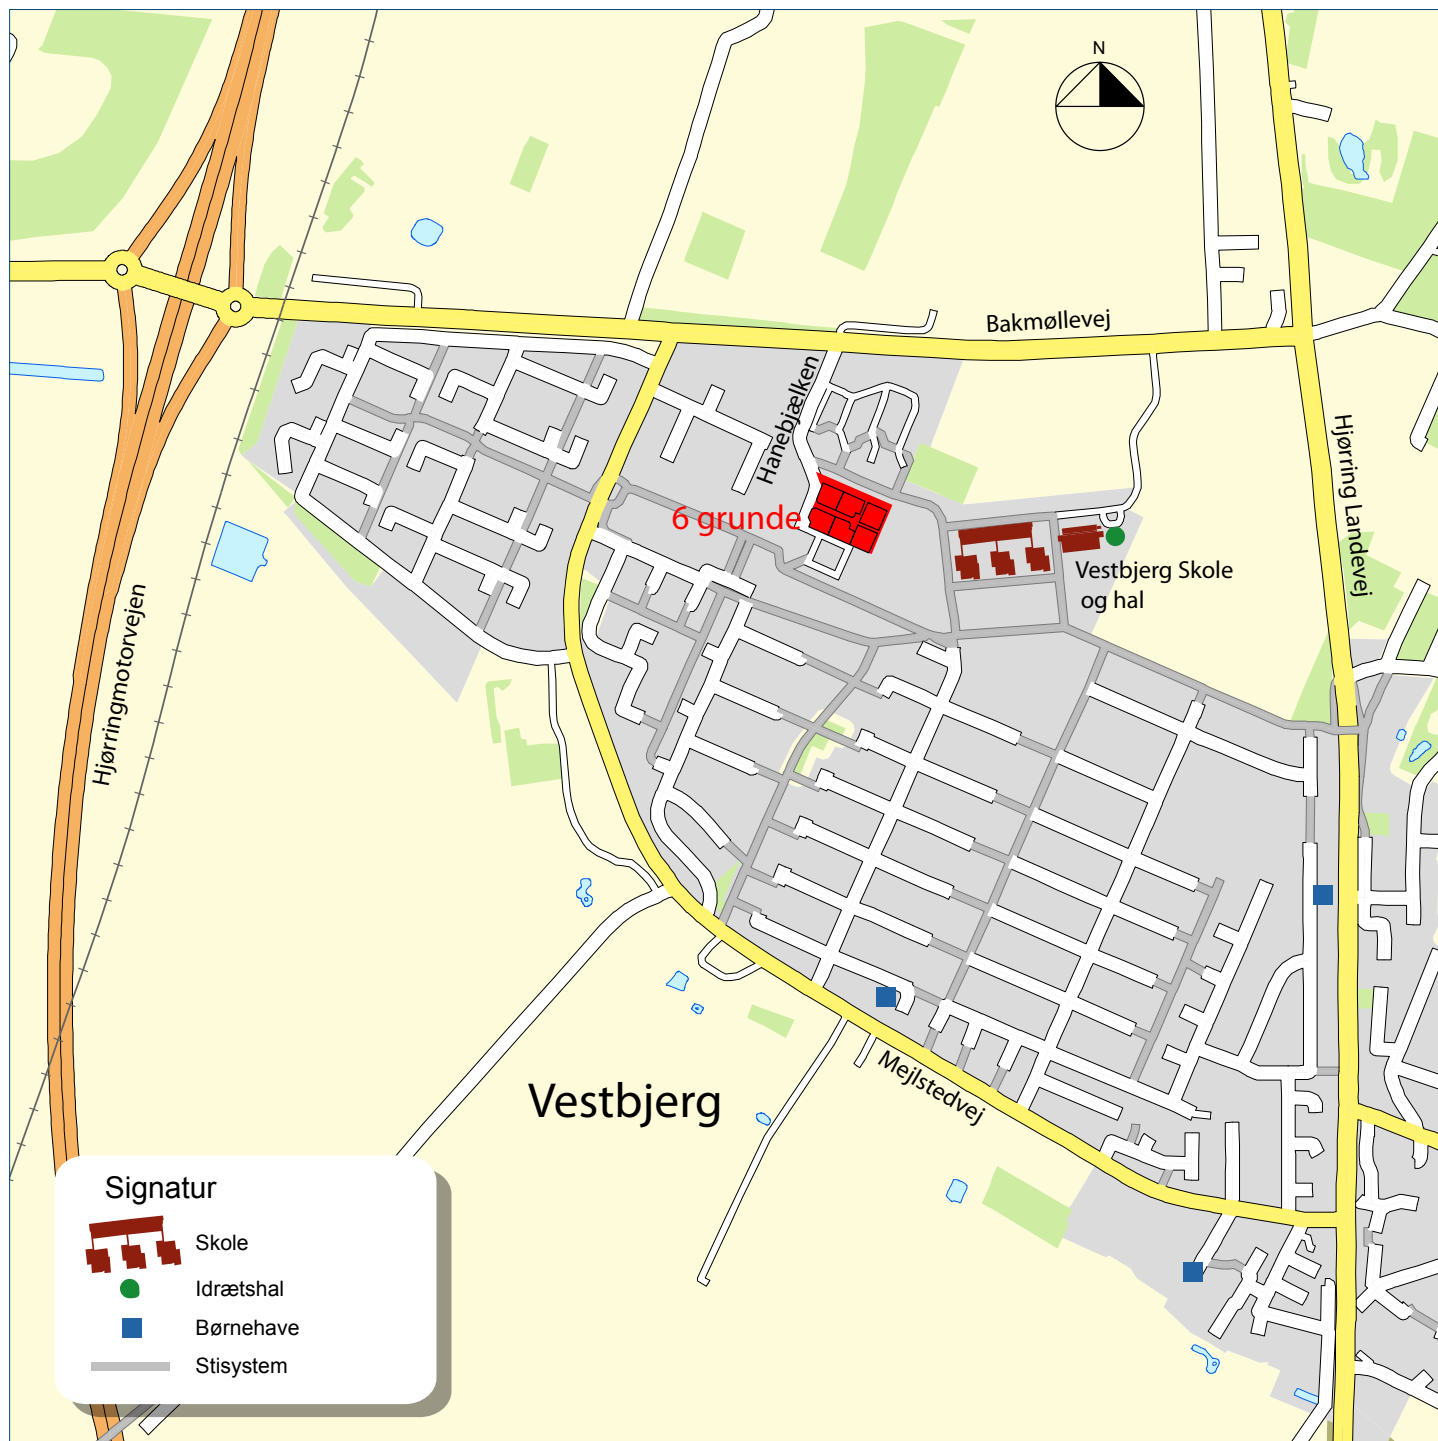 N
Bakmøllevej
Hanebjælken
Hjørring Landevej
6 grunde
Vestbjerg Skole
og hal
Hjørringmotorvejen
Mejlstedvej
Vestbjerg
Signatur
Skole
Idrætshal
Børnehave
Stisystem